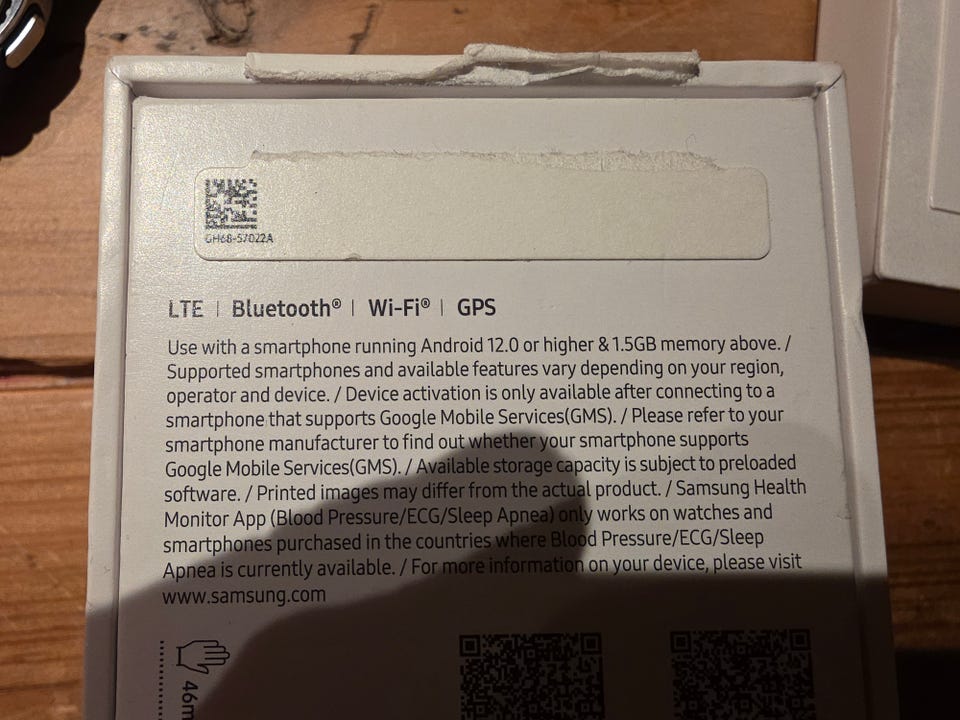 GH68-57022A
LTE | Bluetooth® | Wi-Fi® | GPS
Use with a smartphone running Android 12.0 or higher & 1.5GB memory above. /
Supported smartphones and available features vary depending on your region,
operator and device. / Device activation is only available after connecting to a
smartphone that supports Google Mobile Services(GMS). / Please refer to your
smartphone manufacturer to find out whether your smartphone supports
Google Mobile Services(GMS). / Available storage capacity is subject to preloaded
software. / Printed images may differ from the actual product. / Samsung Health
Monitor App (Blood Pressure/ECG/Sleep Apnea) only works on watches and
smartphones purchased in the countries where Blood Pressure/ECG/Sleep
Apnea is currently available. / For more information on your device, please visit
www.samsung.com